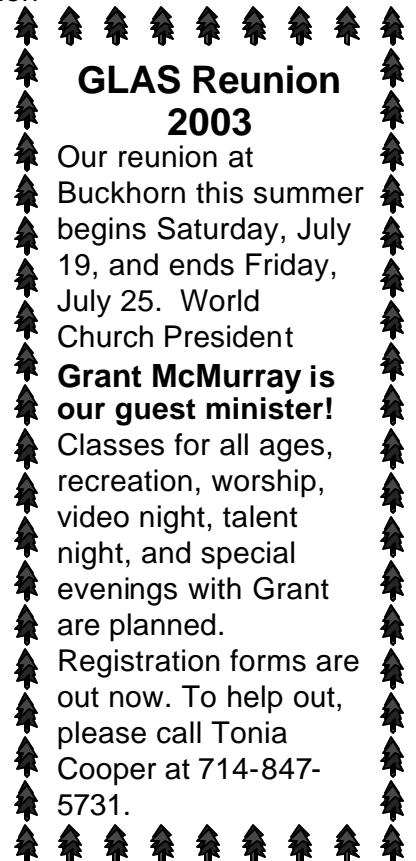 GLAS Reunion
2003
Our reunion at
Buckhorn this summer
begins Saturday, July
19, and ends Friday,
July 25.  World
Church President
Grant McMurray is
our guest minister!
Classes for all ages,
recreation, worship,
video night, talent
night, and special
evenings with Grant
are planned.
Registration forms are
out now. To help out,
please call Tonia
Cooper at 714-847-
5731.